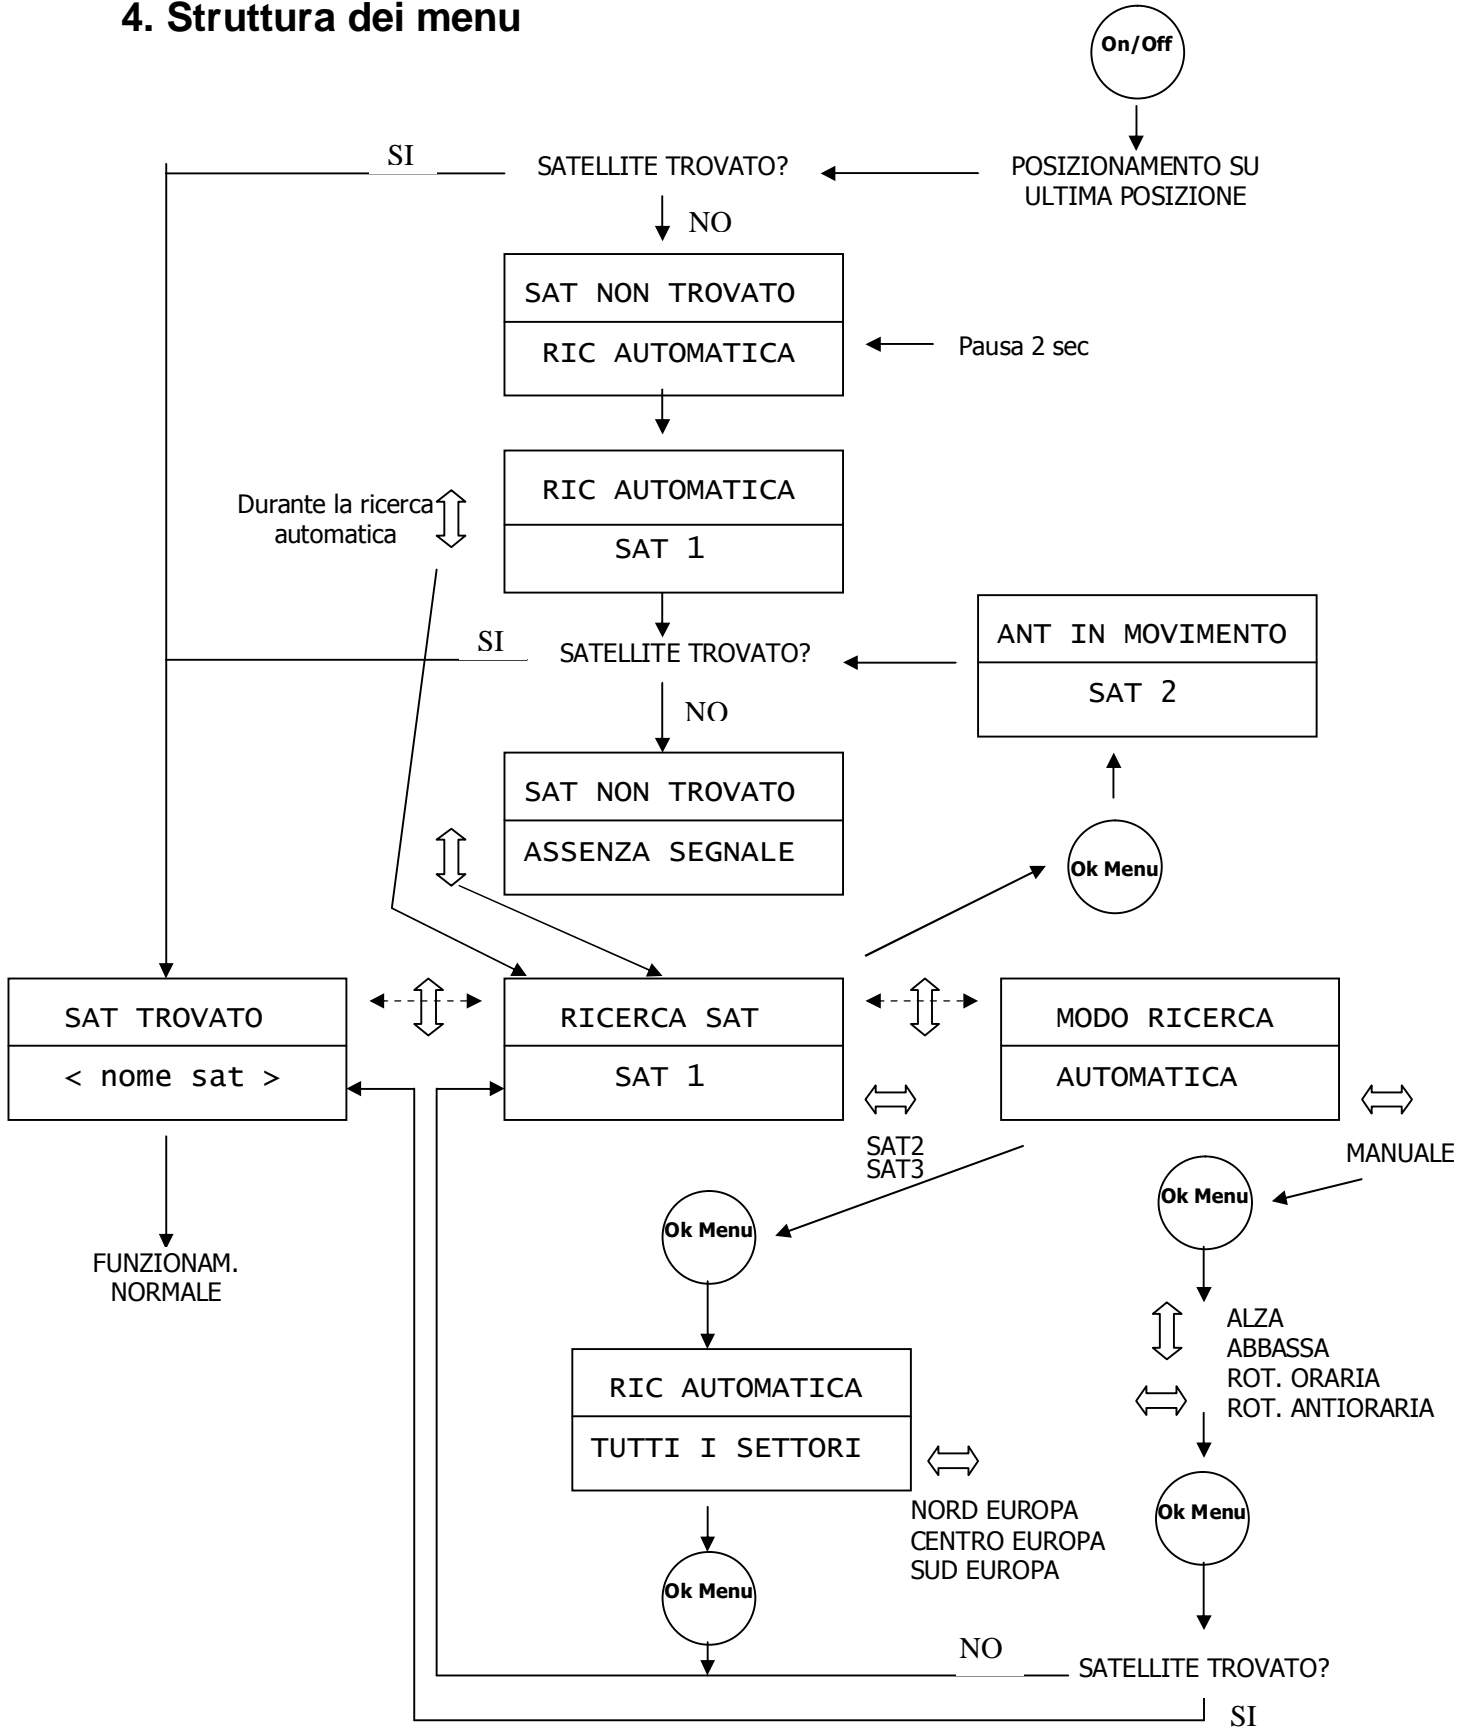 4. Struttura dei menu
On/Off
SI
SATELLITE TROVATO?
POSIZIONAMENTO SU
ULTIMA POSIZIONE
NO
SAT NON TROVATO
RIC AUTOMATICA
Pausa 2 sec
RIC AUTOMATICA
SAT 1
Durante la ricerca
automatica
ANT IN MOVIMENTO
SAT 2
SI
SATELLITE TROVATO?
NO
SAT NON TROVATO
ASSENZA SEGNALE
Ok Menu
SAT TROVATO
< nome sat >
RICERCA SAT
SAT 1
MODO RICERCA
AUTOMATICA
SAT2
SAT3
MANUALE
Ok Menu
Ok Menu
FUNZIONAM.
NORMALE
ALZA
ABBASSA
ROT. ORARIA
ROT. ANTIORARIA
RIC AUTOMATICA
TUTTI I SETTORI
NORD EUROPA
CENTRO EUROPA
SUD EUROPA
Ok Menu
Ok Menu
NO
SATELLITE TROVATO?
SI